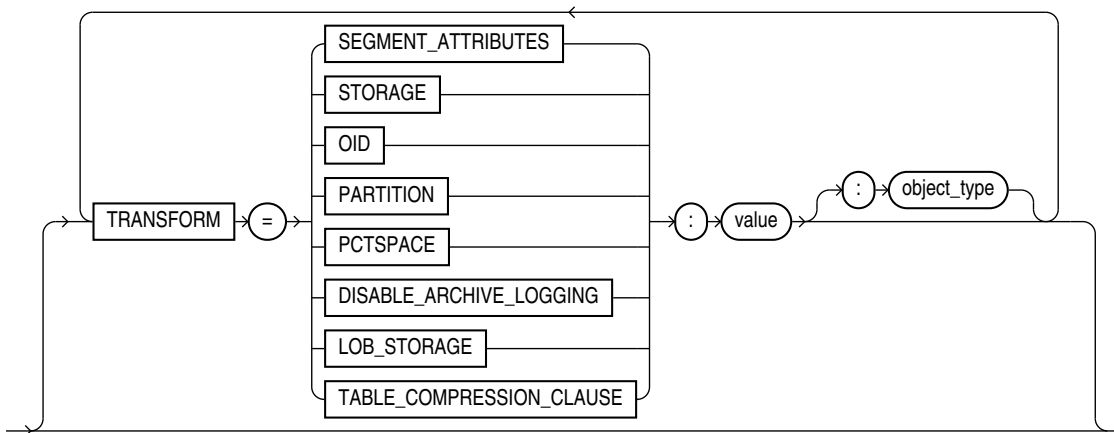 SEGMENT_ATTRIBUTES
STORAGE
OID
PARTITION
TRANSFORM = : value : object_type
PCTSPACE
DISABLE_ARCHIVE_LOGGING
LOB_STORAGE
TABLE_COMPRESSION_CLAUSE